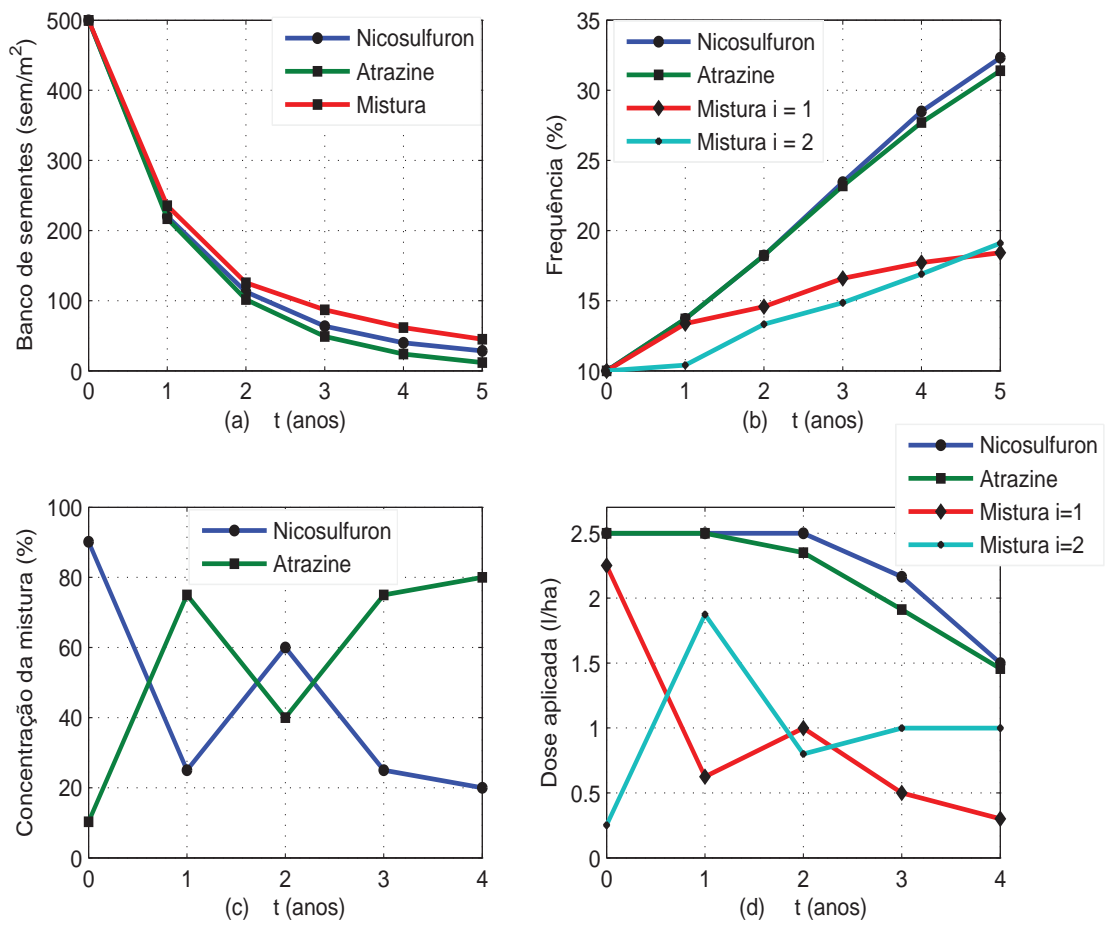 Banco de sementes (sem/m²)
500
400
300
200
100
0
0 1 2 3 4 5
(a) t (anos)
Nicosulfuron
Atrazine
Mistura
Frequência (%)
35
30
25
20
15
10
0 1 2 3 4 5
(b) t (anos)
Nicosulfuron
Atrazine
Mistura i = 1
Mistura i = 2
Concentração da mistura (%)
100
80
60
40
20
0
0 1 2 3 4
(c) t (anos)
Nicosulfuron
Atrazine
Dose aplicada (l/ha)
2.5
2
1.5
1
0.5
0
0 1 2 3 4
(d) t (anos)
Nicosulfuron
Atrazine
Mistura i=1
Mistura i=2